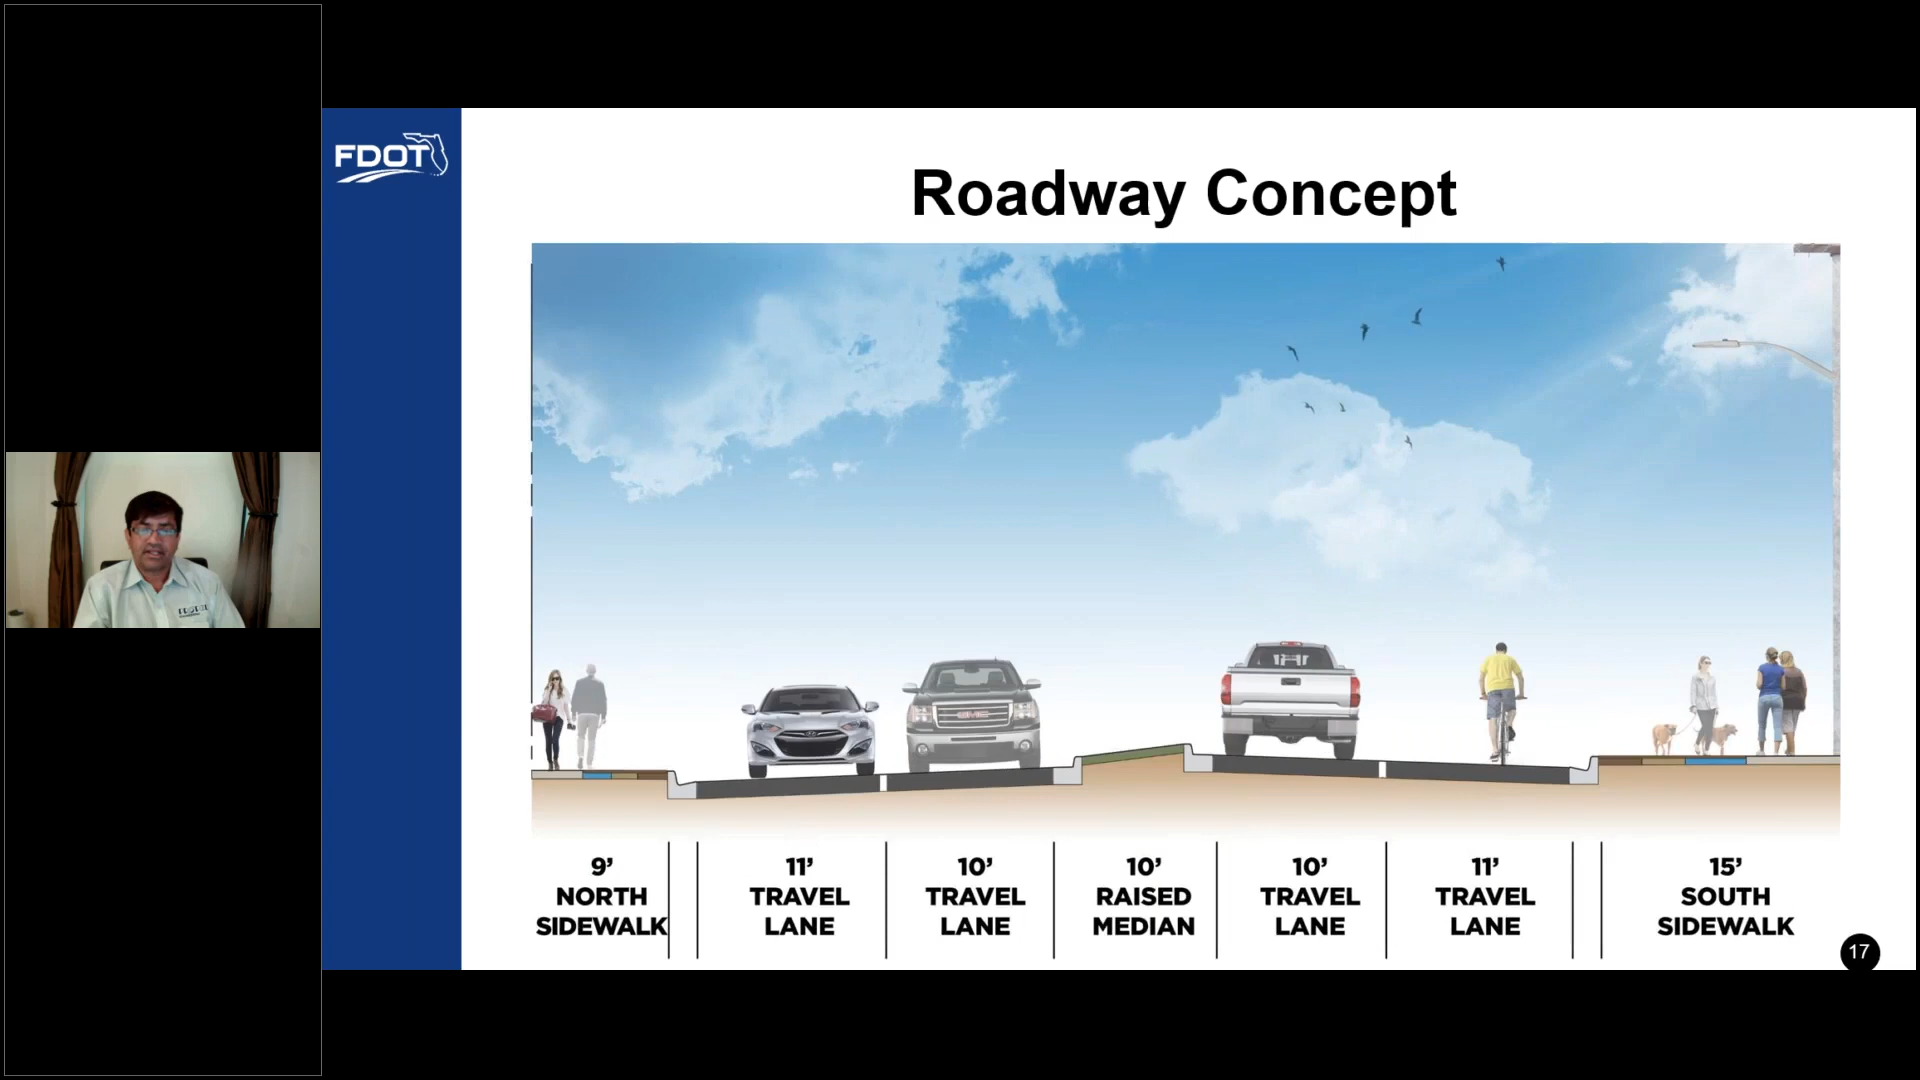 FDOT
Roadway Concept
GMC
9’
NORTH
SIDEWALK
11’
TRAVEL
LANE
10’
TRAVEL
LANE
10’
RAISED
MEDIAN
10’
TRAVEL
LANE
11’
TRAVEL
LANE
15’
SOUTH
SIDEWALK
17